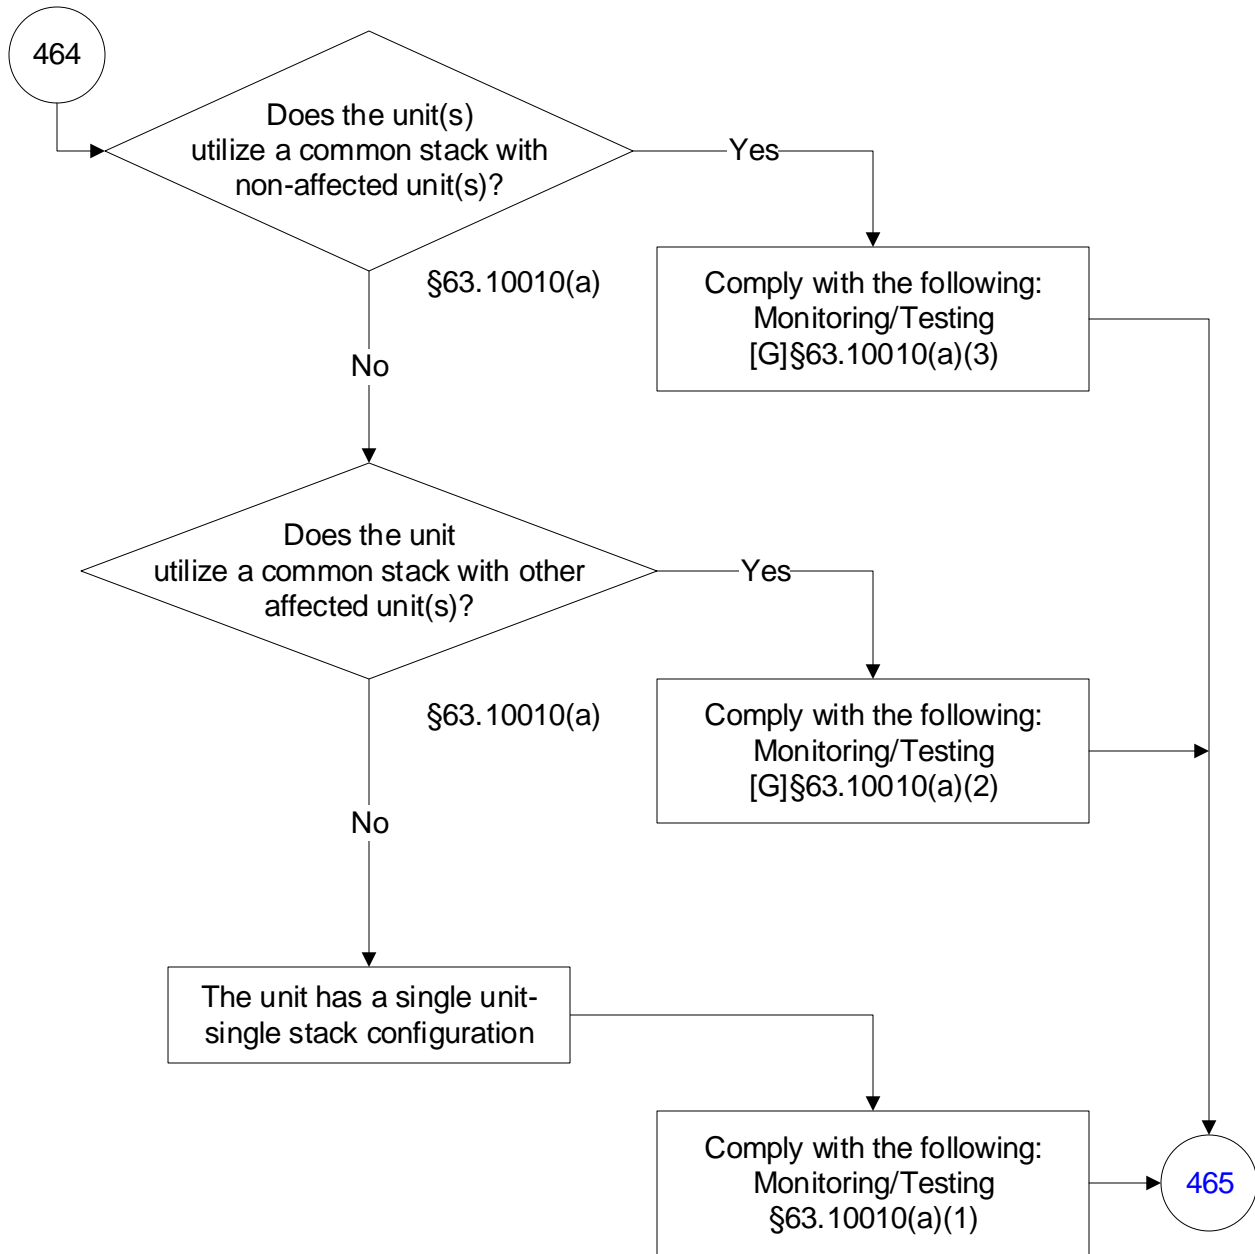 464
Does the unit(s)
utilize a common stack with
non-affected unit(s)?
Yes
§63.10010(a)
Comply with the following:
Monitoring/Testing
[G]§63.10010(a)(3)
No
Does the unit
utilize a common stack with other
affected unit(s)?
Yes
§63.10010(a)
Comply with the following:
Monitoring/Testing
[G]§63.10010(a)(2)
No
The unit has a single unit-
single stack configuration
Comply with the following:
Monitoring/Testing
§63.10010(a)(1)
465